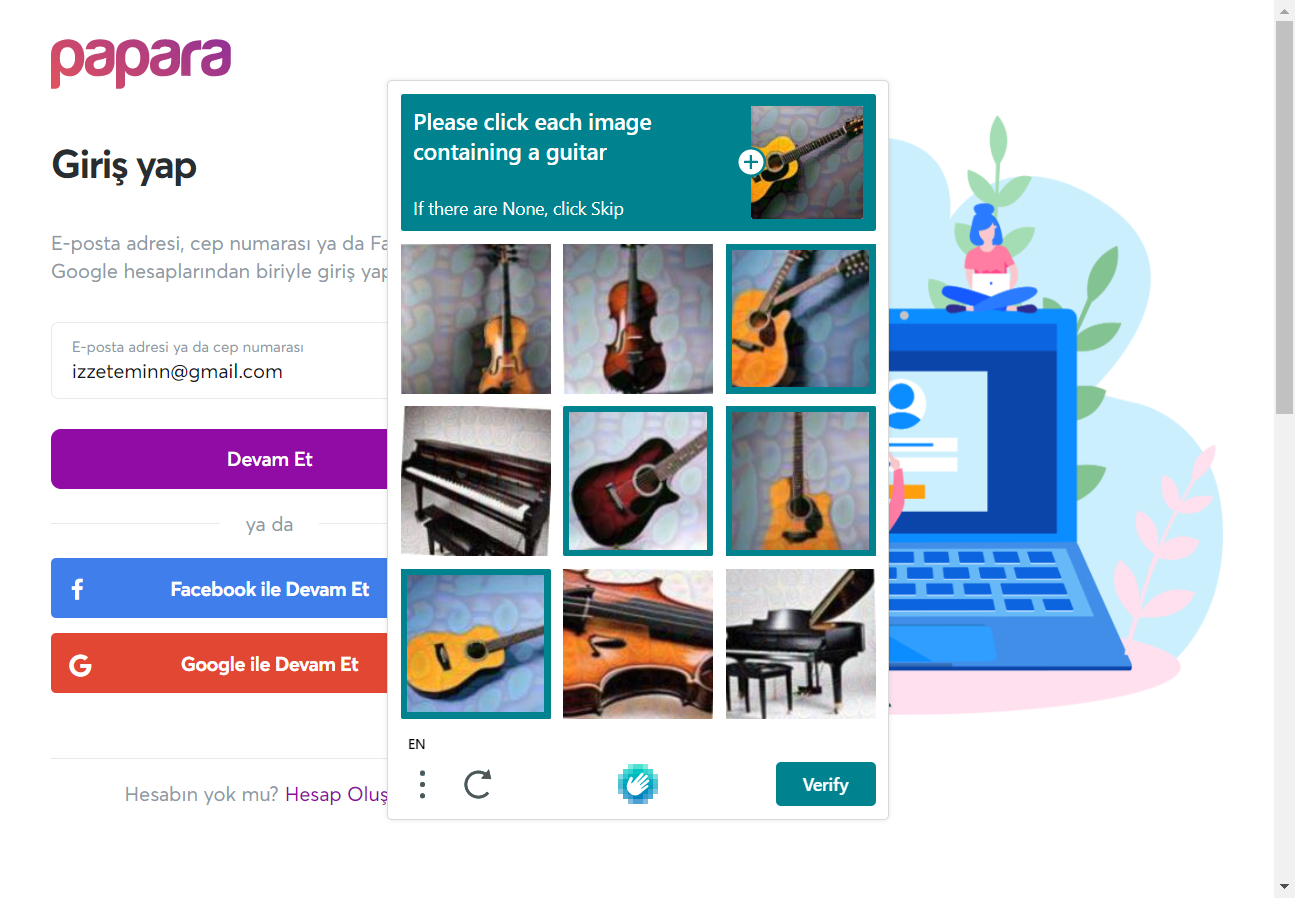 papara
Giriş yap
E-posta adresi, cep numarası ya da Fa
Google hesaplarından biriyle giriş yap
E-posta adresi ya da cep numarası
izzeteminn@gmail.com
Devam Et
ya da
Facebook ile Devam Et
Google ile Devam Et
Hesabın yok mu? Hesap Oluş
Please click each image
containing a guitar
If there are None, click Skip
EN
Verify